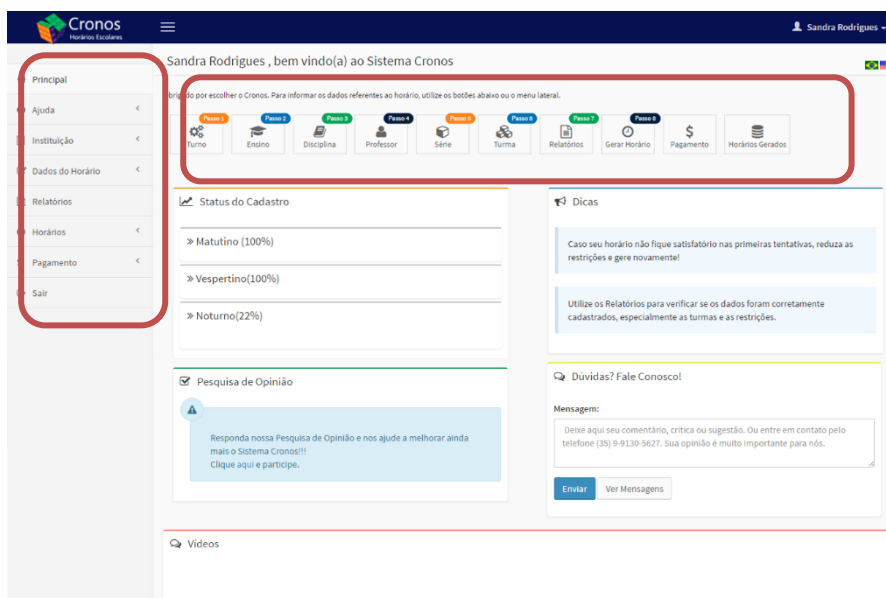 Cronos
Horários Escolares
Sandra Rodrigues
Sandra Rodrigues , bem vindo(a) ao Sistema Cronos
Principal
Ajuda
Instituição
Dados do Horário
Relatórios
Horários
Pagamento
Sair
por escolher o Cronos. Para informar os dados referentes ao horário, utilize os botões abaixo ou o menu lateral.
Passo 1 Passo 2 Passo 3 Passo 4 Passo 5 Passo 6 Passo 7 Passo 8
Turno Ensino Disciplina Professor Série Turma Relatórios Gerar Horário Pagamento Horários Gerados
Status do Cadastro
» Matutino (100%)
» Vespertino(100%)
» Noturno(22%)
Dicas
Caso seu horário não fique satisfatório nas primeiras tentativas, reduza as
restrições e gere novamente!
Utilize os Relatórios para verificar se os dados foram corretamente
cadastrados, especialmente as turmas e as restrições.
Pesquisa de Opinião
Responda nossa Pesquisa de Opinião e nos ajude a melhorar ainda
mais o Sistema Cronos!!!
Clique aqui e participe.
Dúvidas? Fale Conosco!
Mensagem:
Deixe aqui seu comentário, crítica ou sugestão. Ou entre em contato pelo
telefone (35) 9-9130-5627. Sua opinião é muito importante para nós.
Enviar Ver Mensagens
Vídeos